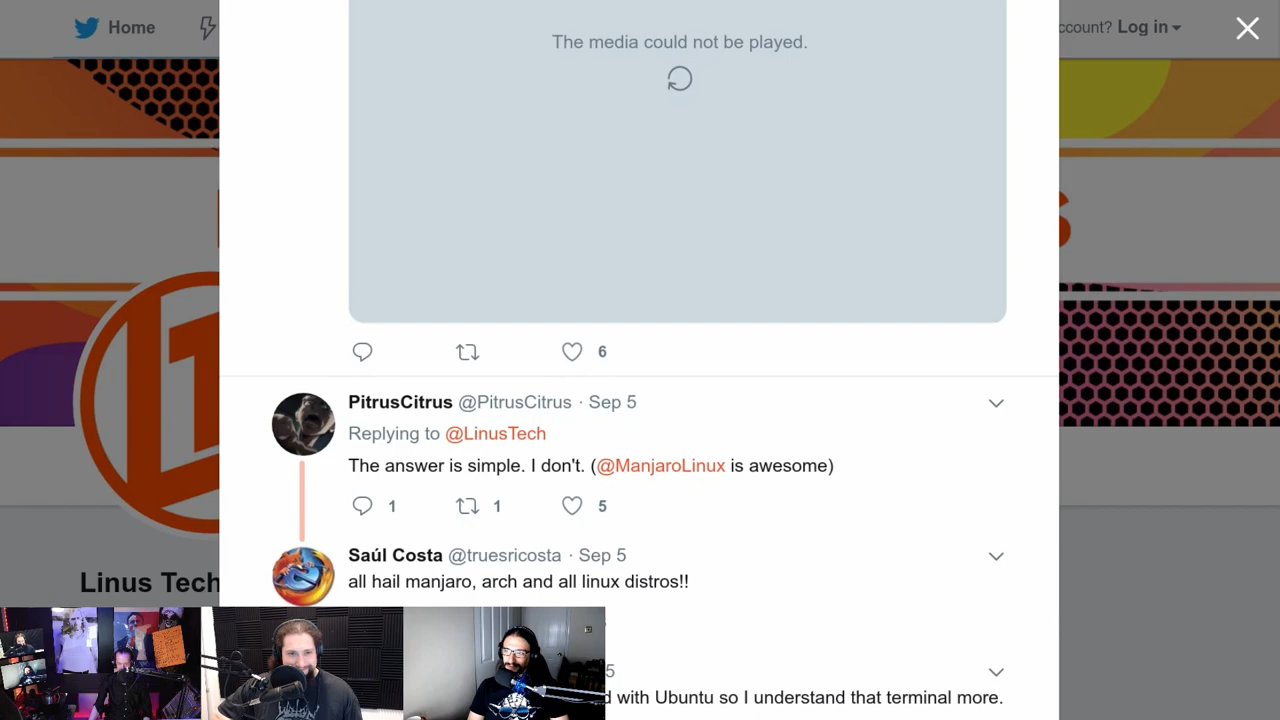 Home
ccount? Log in
The media could not be played.
6
PitrusCitrus @PitrusCitrus · Sep 5
Replying to @LinusTech
The answer is simple. I don't. (@ManjaroLinux is awesome)
1 1 5
Saúl Costa @truesricosta · Sep 5
all hail manjaro, arch and all linux distros!!
Linus Tech
5
d with Ubuntu so I understand that terminal more.